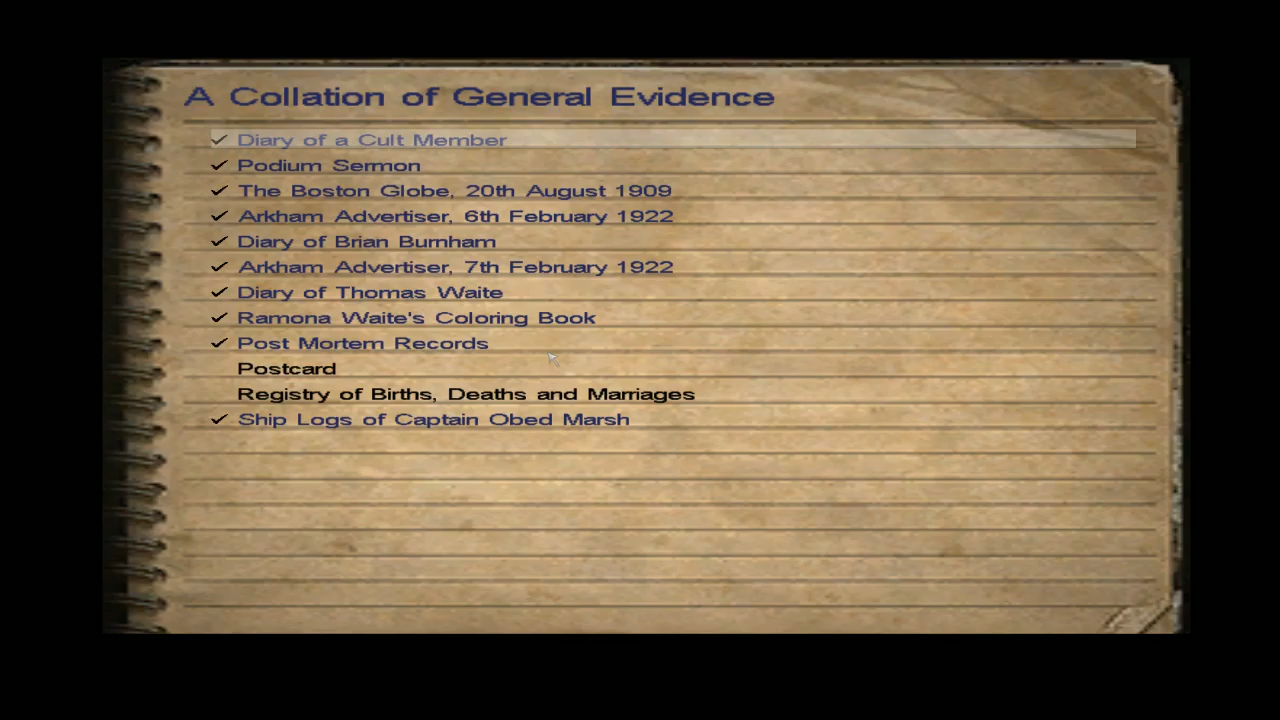 A Collation of General Evidence
✓ Diary of a Cult Member
✓ Podium Sermon
✓ The Boston Globe, 20th August 1909
✓ Arkham Advertiser, 6th February 1922
✓ Diary of Brian Burnham
✓ Arkham Advertiser, 7th February 1922
✓ Diary of Thomas Waite
✓ Ramona Waite's Coloring Book
✓ Post Mortem Records
Postcard
Registry of Births, Deaths and Marriages
✓ Ship Logs of Captain Obed Marsh